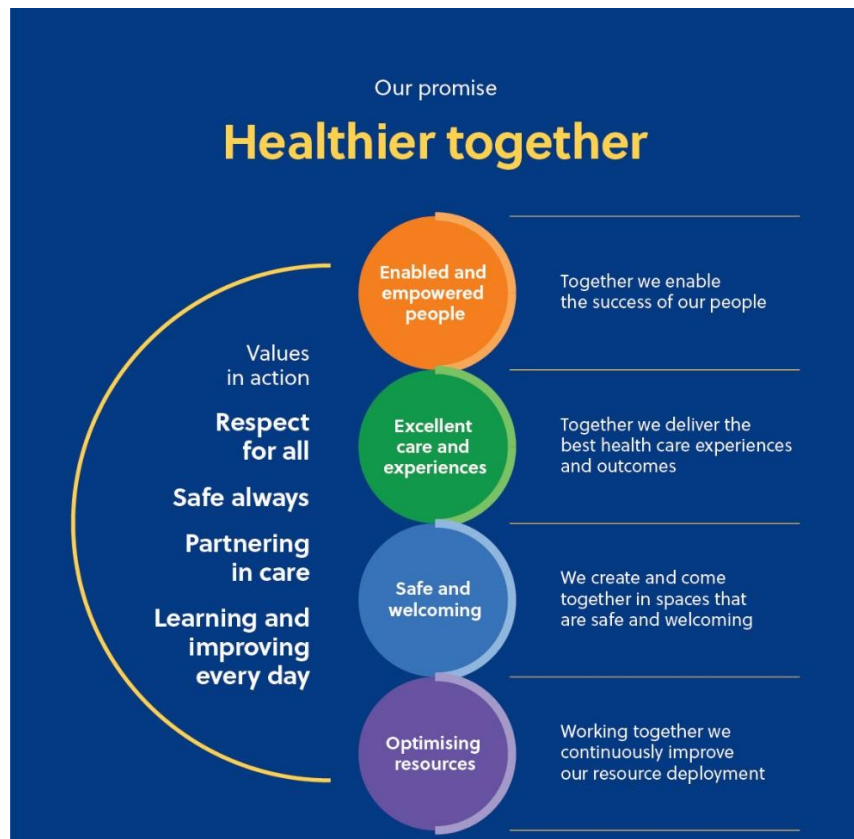 Our promise
Healthier together
Values
in action
Respect
for all
Safe always
Partnering
in care
Learning and
improving
every day
Enabled and
empowered
people
Together we enable
the success of our people
Excellent
care and
experiences
Together we deliver the
best health care experiences
and outcomes
Safe and
welcoming
We create and come
together in spaces that
are safe and welcoming
Optimising
resources
Working together we
continuously improve
our resource deployment